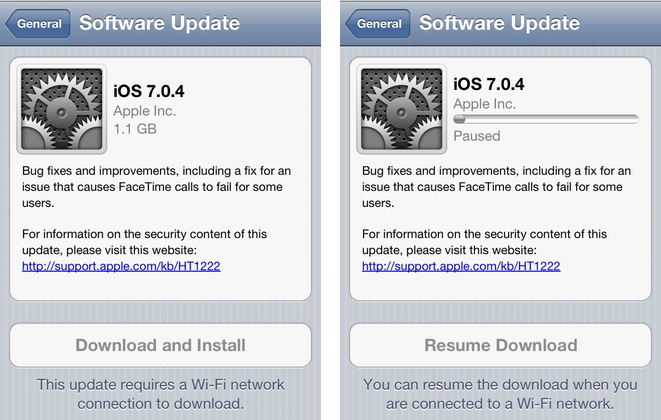 General
Software Update
iOS 7.0.4
Apple Inc.
1.1 GB
Bug fixes and improvements, including a fix for an
issue that causes FaceTime calls to fail for some
users.
For information on the security content of this
update, please visit this website:
http://support.apple.com/kb/HT1222
Download and Install
This update requires a Wi-Fi network
connection to download.
General
Software Update
iOS 7.0.4
Apple Inc.
Paused
Bug fixes and improvements, including a fix for an
issue that causes FaceTime calls to fail for some
users.
For information on the security content of this
update, please visit this website:
http://support.apple.com/kb/HT1222
Resume Download
You can resume the download when you
are connected to a Wi-Fi network.